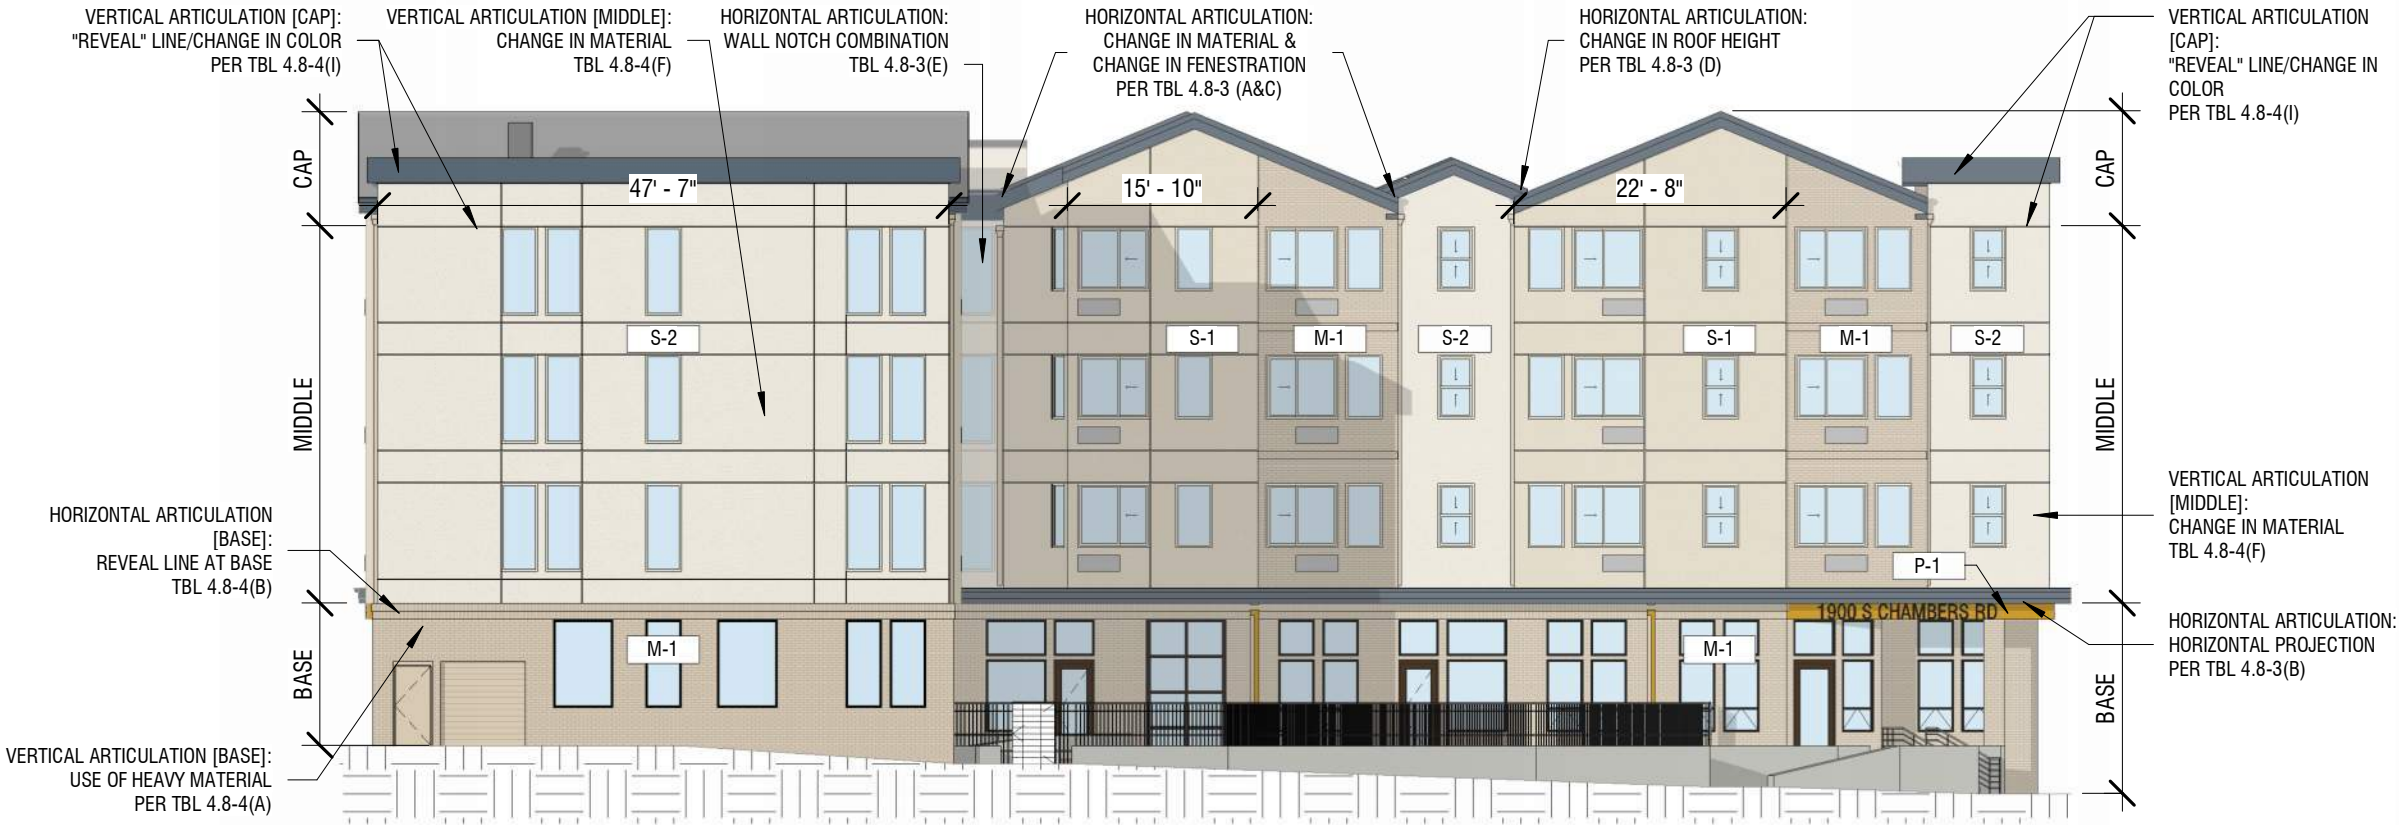 VERTICAL ARTICULATION [CAP]:
"REVEAL" LINE/CHANGE IN COLOR
PER TBL 4.8-4(I)
VERTICAL ARTICULATION [MIDDLE]:
CHANGE IN MATERIAL
TBL 4.8-4(F)
HORIZONTAL ARTICULATION:
WALL NOTCH COMBINATION
TBL 4.8-3(E)
HORIZONTAL ARTICULATION:
CHANGE IN MATERIAL &
CHANGE IN FENESTRATION
PER TBL 4.8-3 (A&C)
HORIZONTAL ARTICULATION:
CHANGE IN ROOF HEIGHT
PER TBL 4.8-3 (D)
VERTICAL ARTICULATION
[CAP]:
"REVEAL" LINE/CHANGE IN
COLOR
PER TBL 4.8-4(I)
CAP
47' - 7"
15' - 10"
22' - 8"
CAP
S-2
S-1
M-1
S-2
S-1
M-1
S-2
MIDDLE
MIDDLE
HORIZONTAL ARTICULATION
[BASE]:
REVEAL LINE AT BASE
TBL 4.8-4(B)
VERTICAL ARTICULATION
[MIDDLE]:
CHANGE IN MATERIAL
TBL 4.8-4(F)
P-1
1900 S CHAMBERS RD
HORIZONTAL ARTICULATION:
HORIZONTAL PROJECTION
PER TBL 4.8-3(B)
BASE
M-1
M-1
BASE
VERTICAL ARTICULATION [BASE]:
USE OF HEAVY MATERIAL
PER TBL 4.8-4(A)